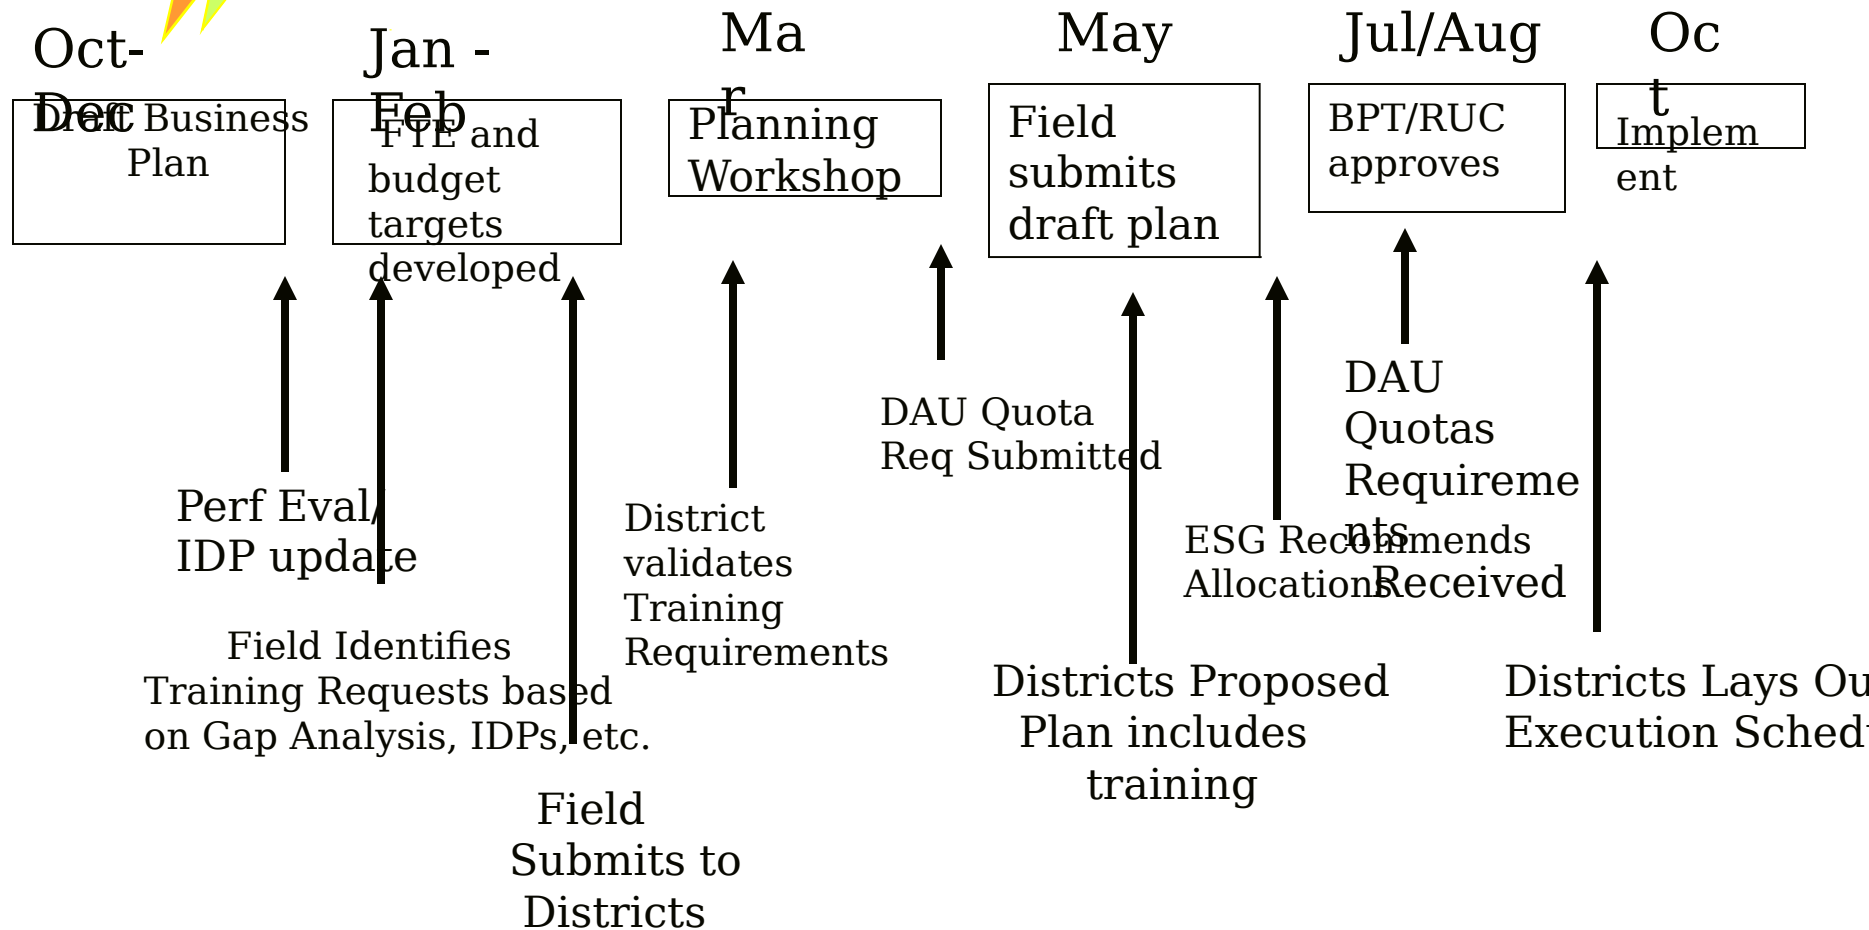 Oct-
Dec
Draft Business
Plan
Jan -
Feb
FTE and
budget
targets
developed
Ma
r
Planning
Workshop
May
Field
submits
draft plan
Jul/Aug
BPT/RUC
approves
Oc
t
Implem
ent
Perf Eval/
IDP update
Field Identifies
Training Requests based
on Gap Analysis, IDPs, etc.
Field
Submits to
Districts
District
validates
Training
Requirements
DAU Quota
Req Submitted
Districts Proposed
Plan includes
training
ESG Recommends
Allocations
DAU
Quotas
Requireme
nts
Received
Districts Lays Ou
Execution Sched